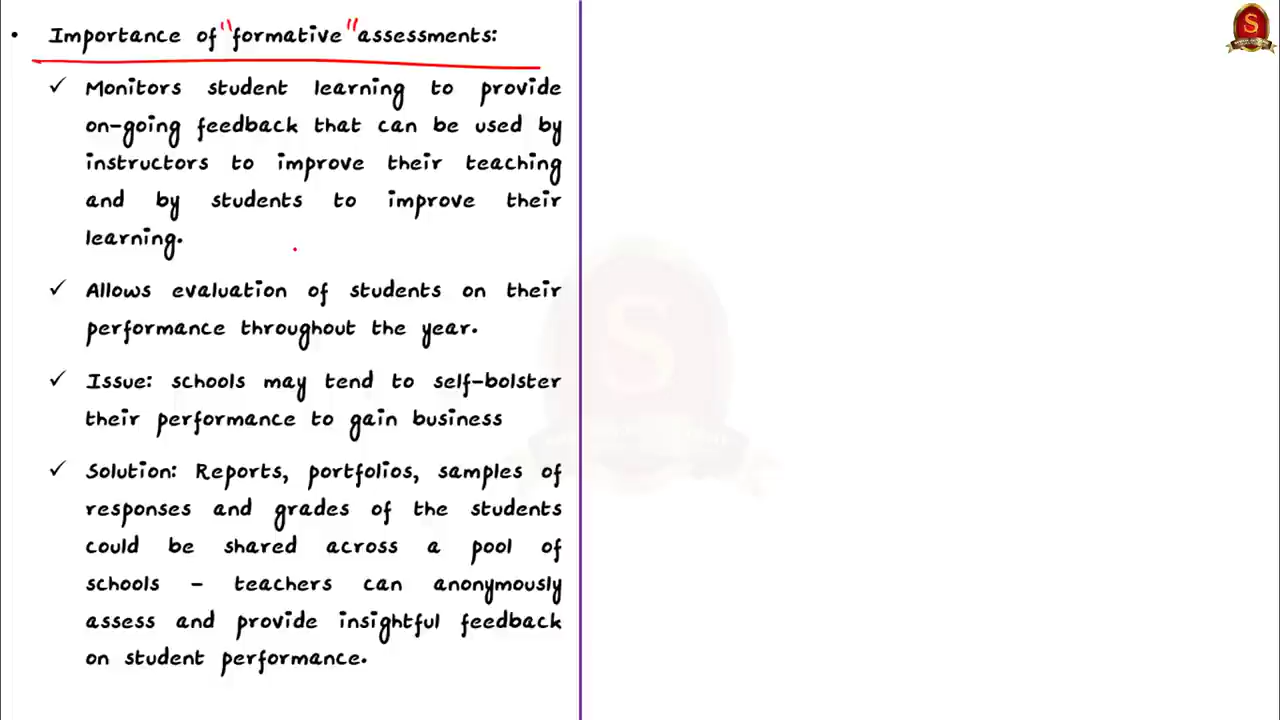 • Importance of "formative" assessments:
✓ Monitors student learning to provide
on-going feedback that can be used by
instructors to improve their teaching
and by students to improve their
learning.
✓ Allows evaluation of students on their
performance throughout the year.
✓ Issue: schools may tend to self-bolster
their performance to gain business
✓ Solution: Reports, portfolios, samples of
responses and grades of the students
could be shared across a pool of
schools - teachers can anonymously
assess and provide insightful feedback
on student performance.
S
S